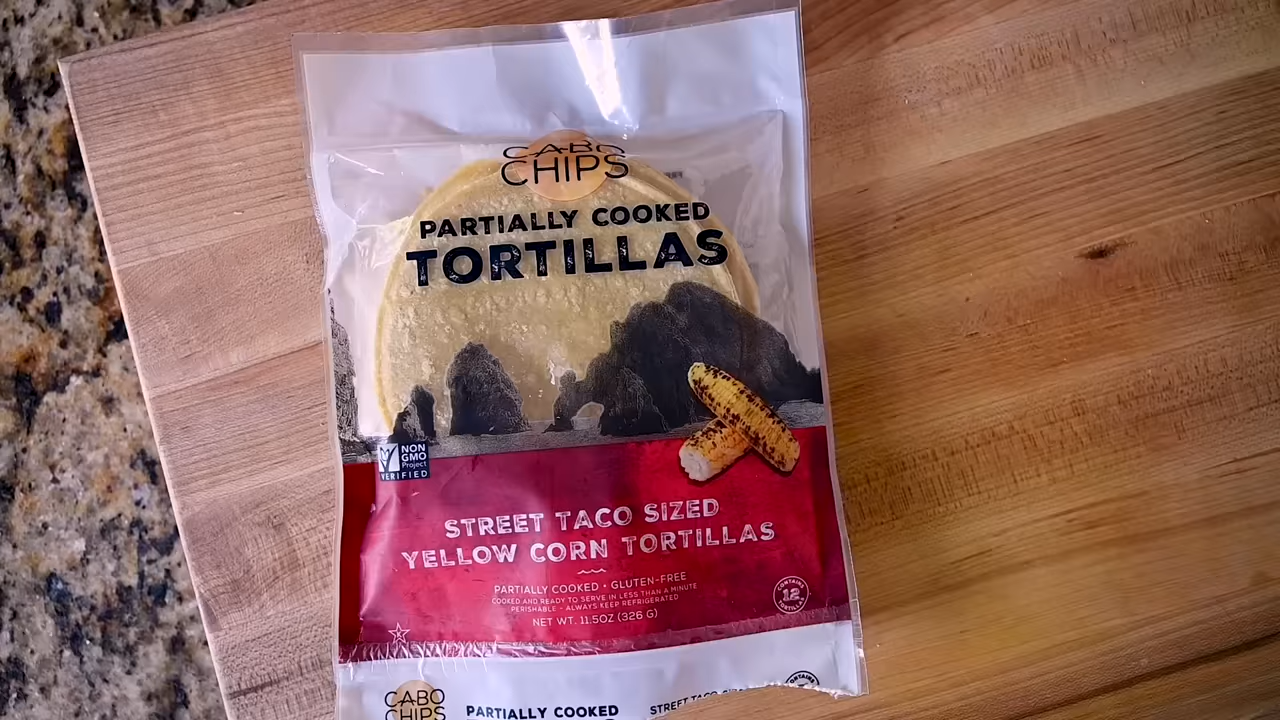 CABO
CHIPS
PARTIALLY COOKED
TORTILLAS
NON
GMO
Project
VERIFIED
STREET TACO SIZED
YELLOW CORN TORTILLAS
PARTIALLY COOKED • GLUTEN-FREE
COOKED AND READY TO SERVE IN LESS THAN A MINUTE
PERISHABLE - ALWAYS KEEP REFRIGERATED
NET WT. 11.5OZ (326 G)
CONTAINS
12
TORTILLAS
CABO
CHIPS
PARTIALLY COOKED
STREET TACO